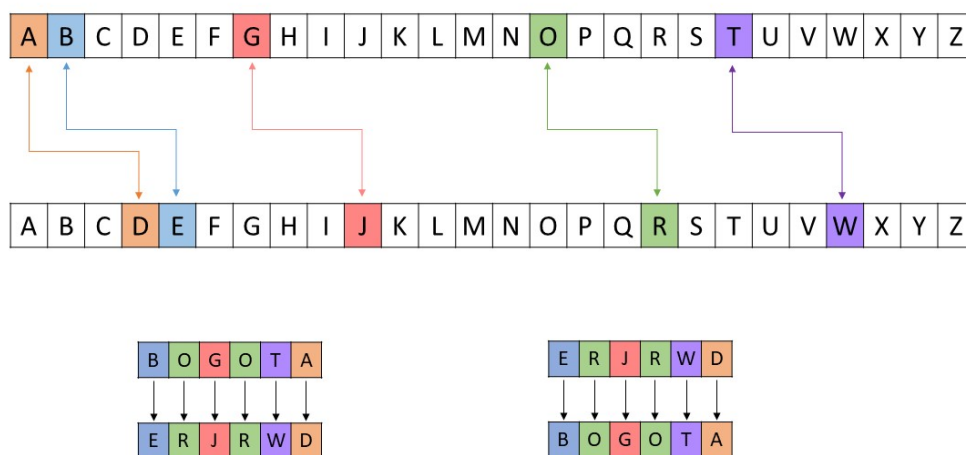 A B C D E F G H I J K L M N O P Q R S T U V W X Y Z
A B C D E F G H I J K L M N O P Q R S T U V W X Y Z
B O G O T A
E R J R W D
E R J R W D
B O G O T A